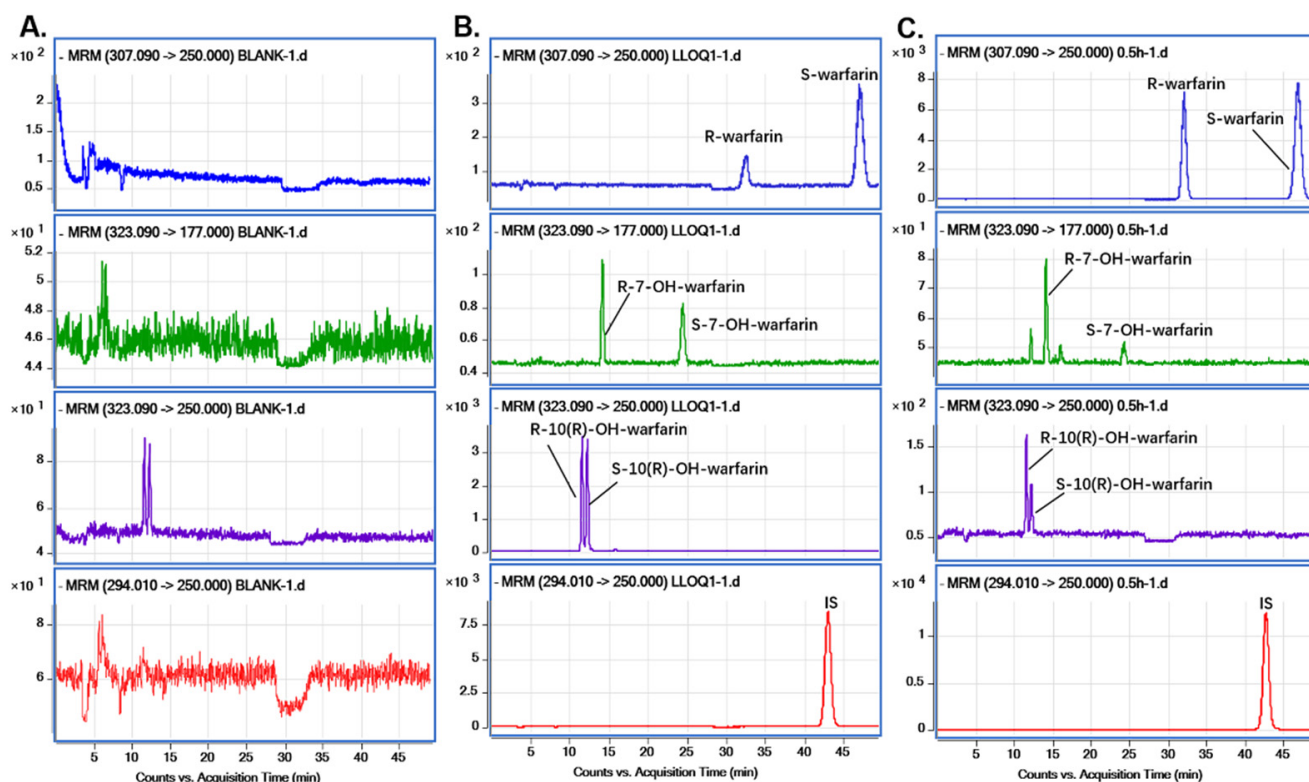 A.
×10 2
- MRM (307.090 -> 250.000) BLANK-1.d
2
1.5
1
0.5
×10 1
- MRM (323.090 -> 177.000) BLANK-1.d
5.2
4.8
4.6
4.4
×10 1
- MRM (323.090 -> 250.000) BLANK-1.d
8
6
4
×10 1
- MRM (294.010 -> 250.000) BLANK-1.d
8
6
5 10 15 20 25 30 35 40 45
Counts vs. Acquisition Time (min)
B.
×10 2
- MRM (307.090 -> 250.000) LLOQ1-1.d
S-warfarin
R-warfarin
3
2
1
×10 2
- MRM (323.090 -> 177.000) LLOQ1-1.d
R-7-OH-warfarin
S-7-OH-warfarin
1
0.8
0.6
0.4
×10 3
- MRM (323.090 -> 250.000) LLOQ1-1.d
R-10(R)-OH-warfarin
S-10(R)-OH-warfarin
3
2
1
0
×10 3
- MRM (294.010 -> 250.000) LLOQ1-1.d
IS
7.5
5
2.5
0
5 10 15 20 25 30 35 40 45
Counts vs. Acquisition Time (min)
C.
×10 3
- MRM (307.090 -> 250.000) 0.5h-1.d
R-warfarin
S-warfarin
8
6
4
2
0
×10 1
- MRM (323.090 -> 177.000) 0.5h-1.d
R-7-OH-warfarin
S-7-OH-warfarin
8
7
6
5
×10 2
- MRM (323.090 -> 250.000) 0.5h-1.d
R-10(R)-OH-warfarin
S-10(R)-OH-warfarin
1.5
1
0.5
×10 4
- MRM (294.010 -> 250.000) 0.5h-1.d
IS
1
0.5
0
5 10 15 20 25 30 35 40 45
Counts vs. Acquisition Time (min)